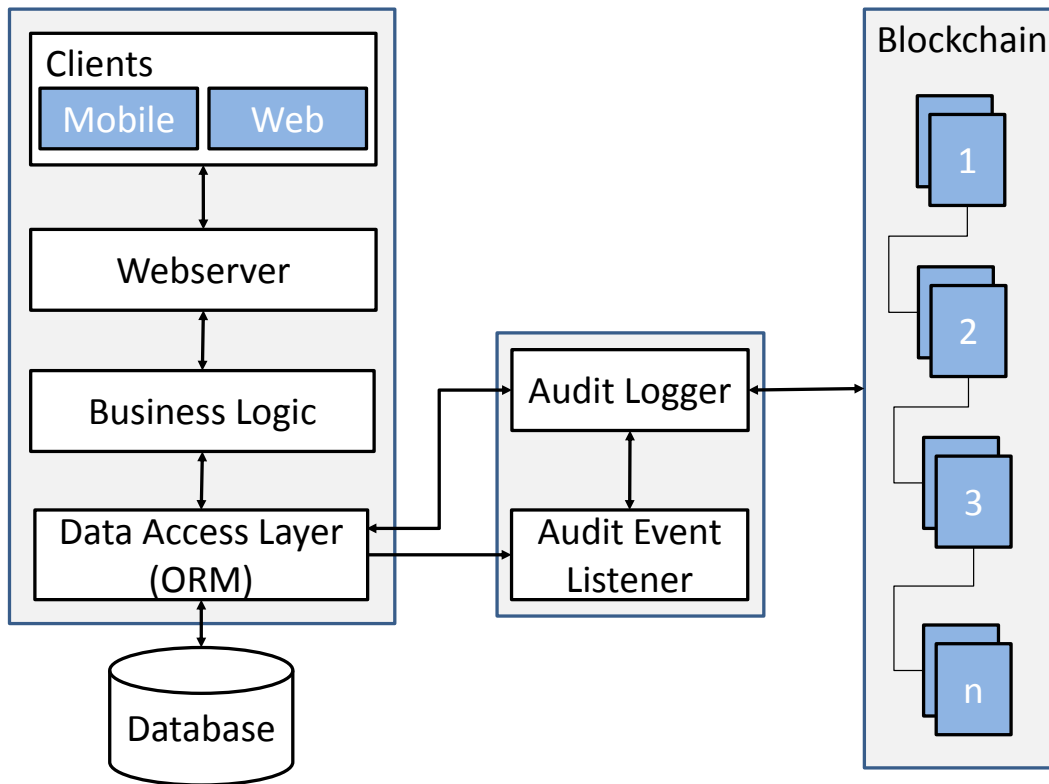 Clients
Mobile
Web
Webserver
Business Logic
Data Access Layer
(ORM)
Database
Audit Logger
Audit Event
Listener
Blockchain
1
2
3
n